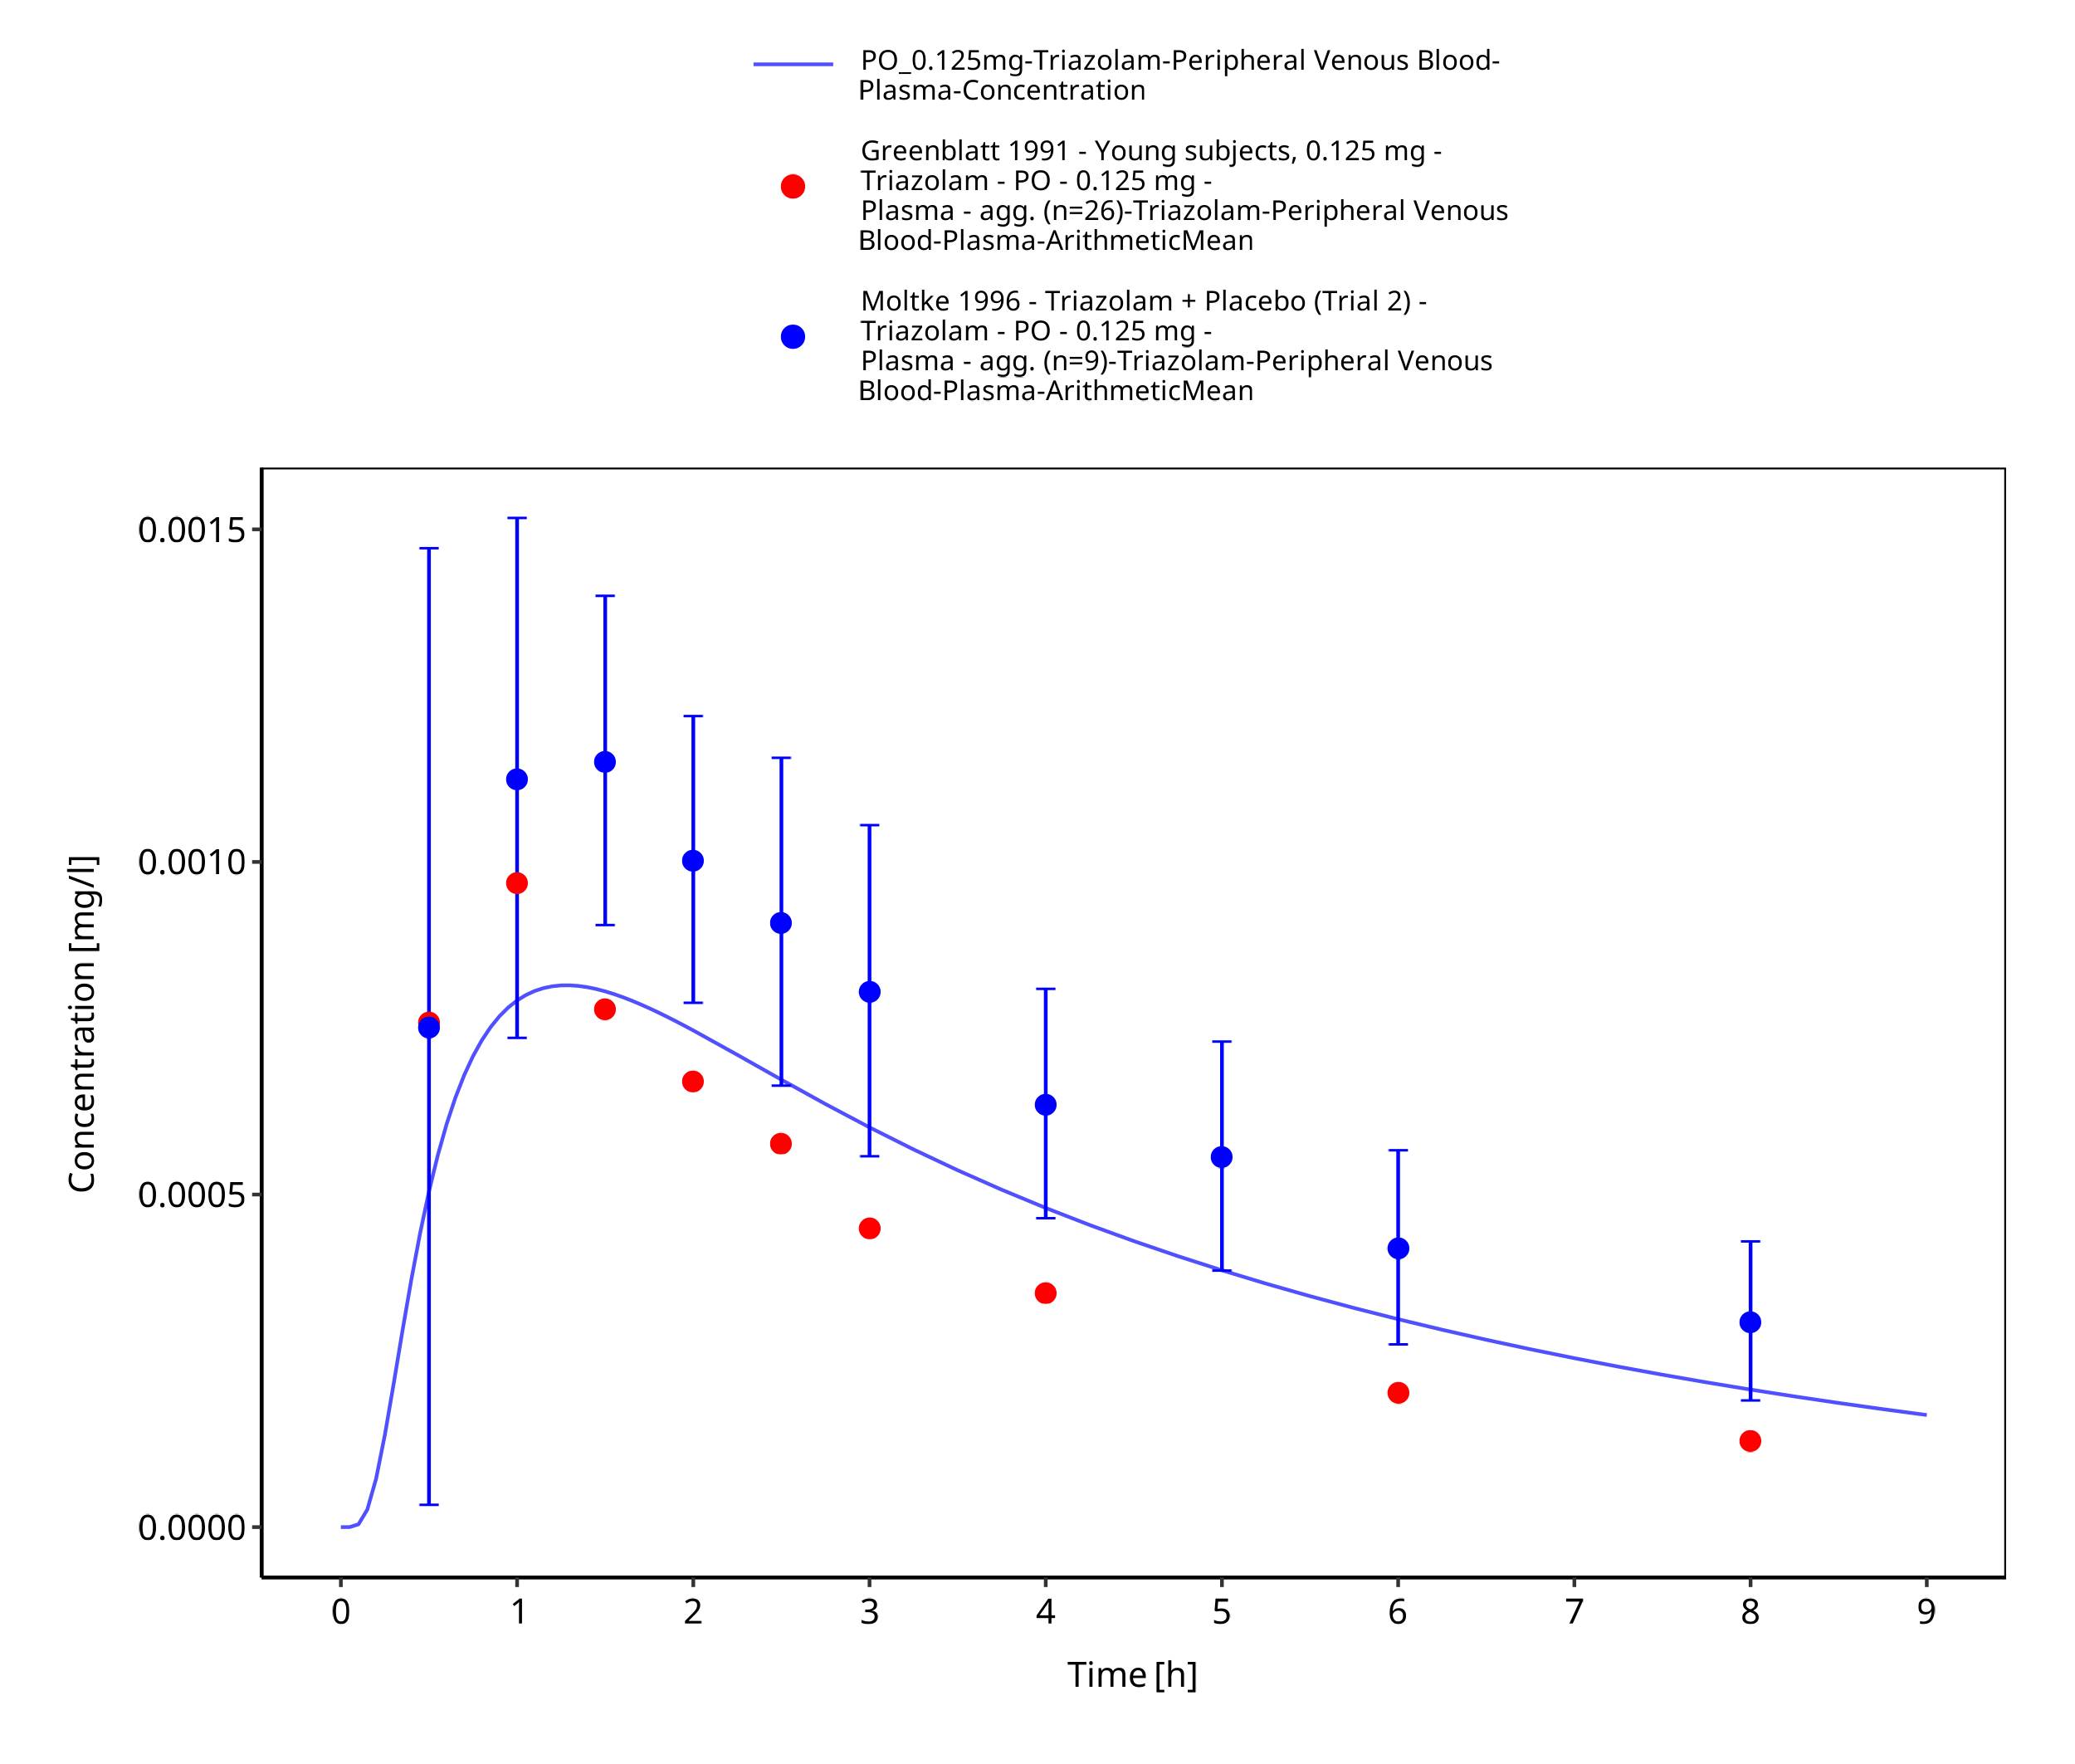 PO_0.125mg-Triazolam-Peripheral Venous Blood-
Plasma-Concentration
Greenblatt 1991 - Young subjects, 0.125 mg -
Triazolam - PO - 0.125 mg -
Plasma - agg. (n=26)-Triazolam-Peripheral Venous
Blood-Plasma-ArithmeticMean
Moltke 1996 - Triazolam + Placebo (Trial 2) -
Triazolam - PO - 0.125 mg -
Plasma - agg. (n=9)-Triazolam-Peripheral Venous
Blood-Plasma-ArithmeticMean
0.0015
0.0010
0.0005
0.0000
Concentration [mg/l]
0 1 2 3 4 5 6 7 8 9
Time [h]